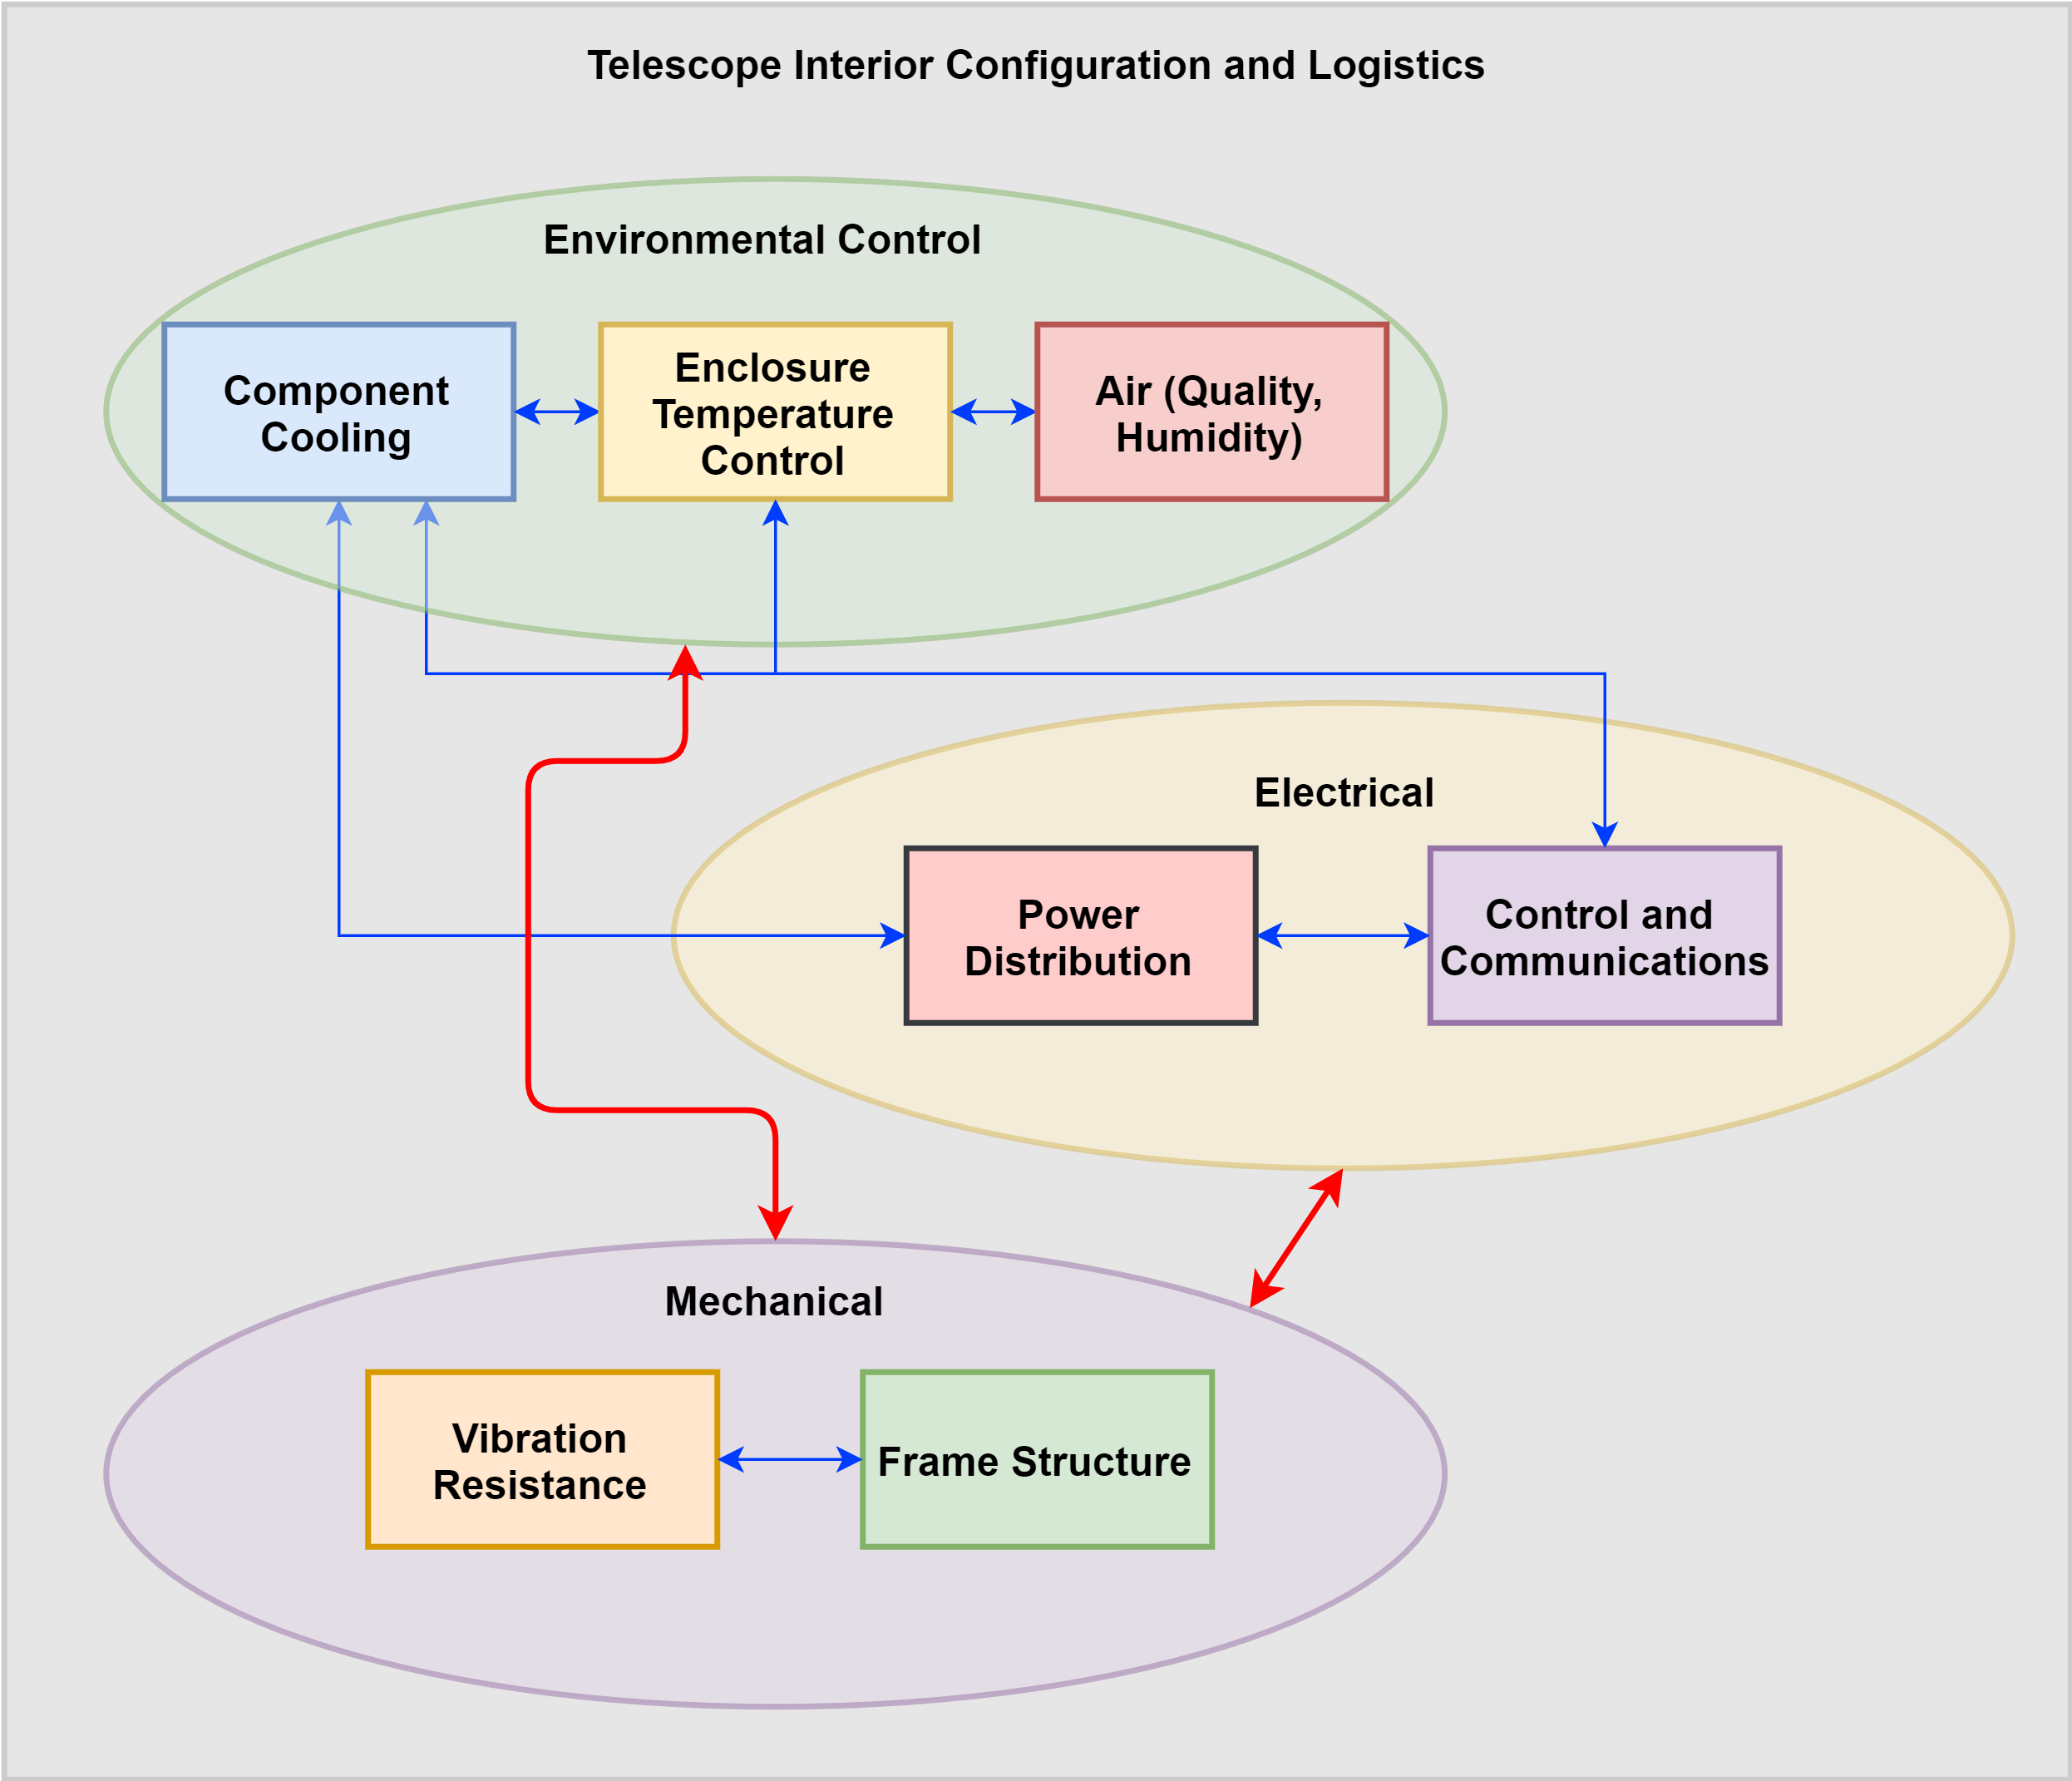 Telescope Interior Configuration and Logistics
Environmental Control
Component
Cooling
Enclosure
Temperature
Control
Air (Quality,
Humidity)
Electrical
Power
Distribution
Control and
Communications
Mechanical
Vibration
Resistance
Frame Structure